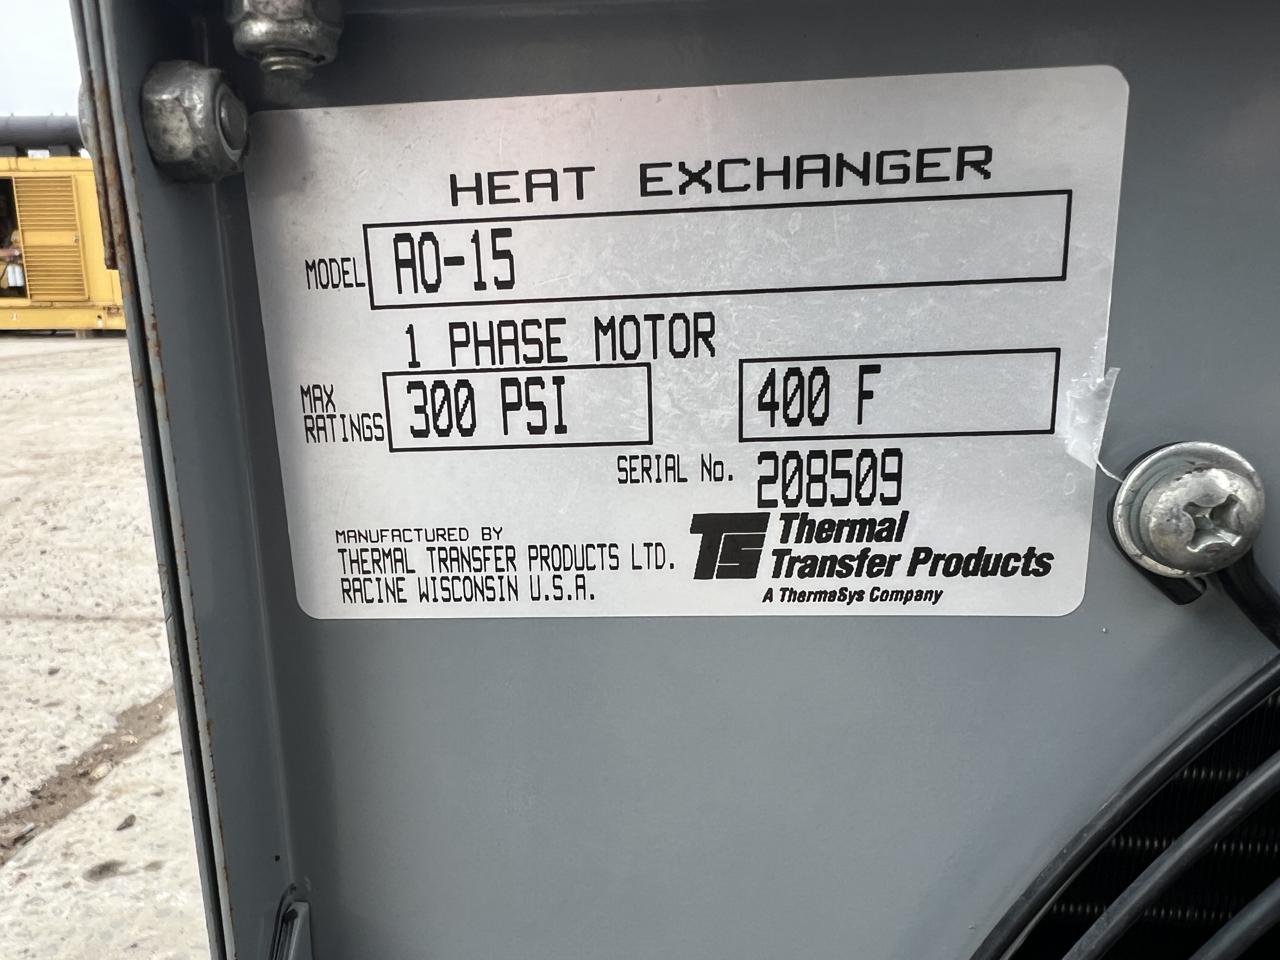 HEAT EXCHANGER
MODEL AO-15
1 PHASE MOTOR
MAX RATINGS 300 PSI 400 F
SERIAL No. 208509
MANUFACTURED BY
THERMAL TRANSFER PRODUCTS LTD.
RACINE WISCONSIN U.S.A.
TS Thermal
Transfer Products
A ThermaSys Company